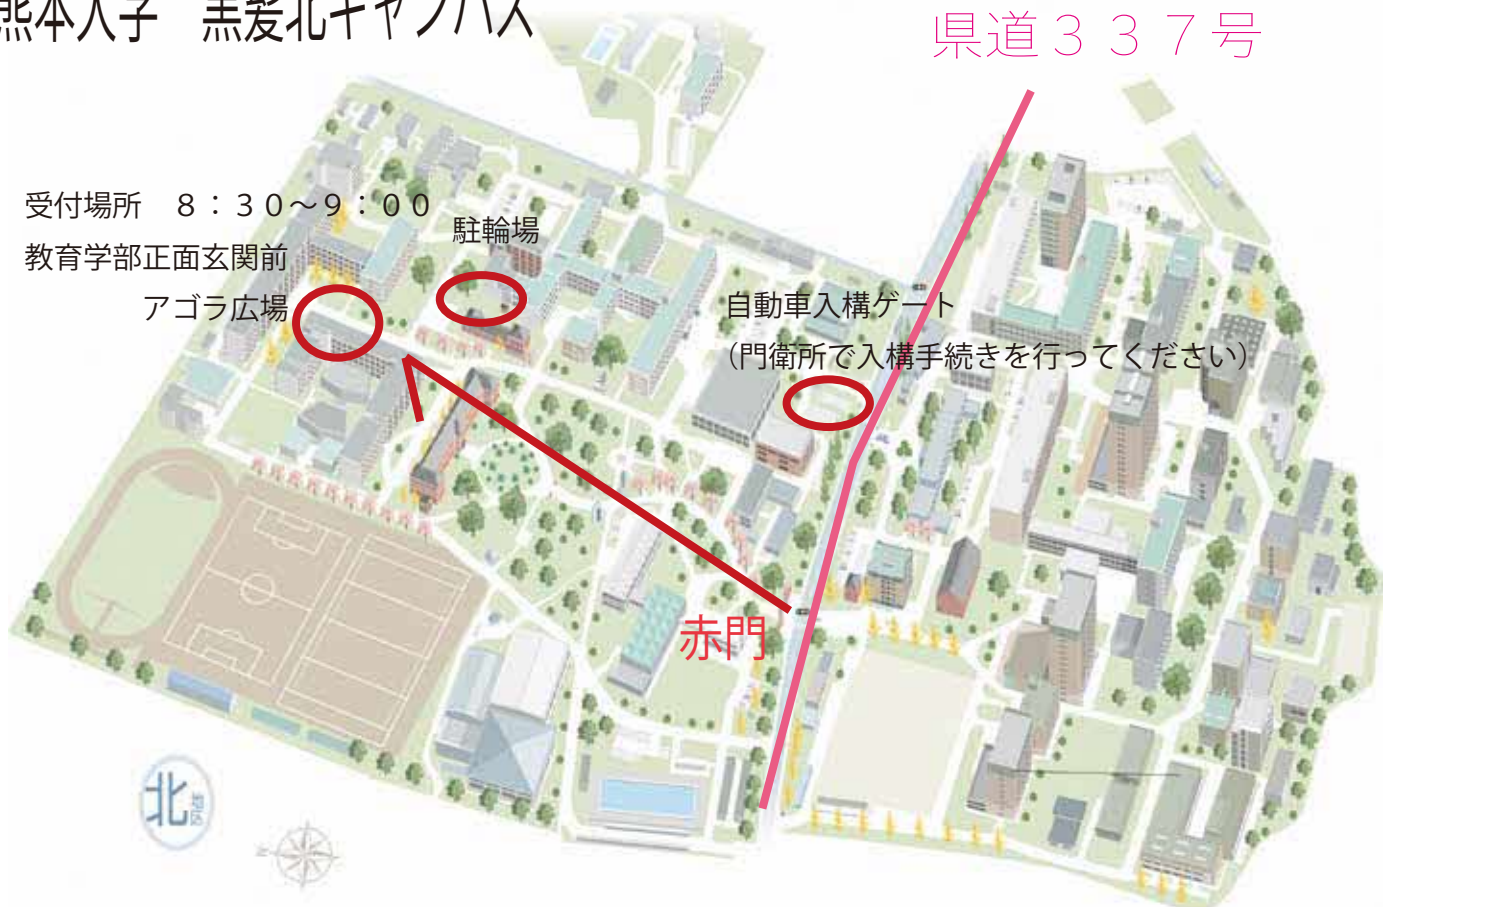 熊本大学　黒髪北キャンパス
県道３３７号
受付場所　８：３０～９：００
教育学部正面玄関前
アゴラ広場
駐輪場
自動車入構ゲート
（門衛所で入構手続きを行ってください）
赤門
北